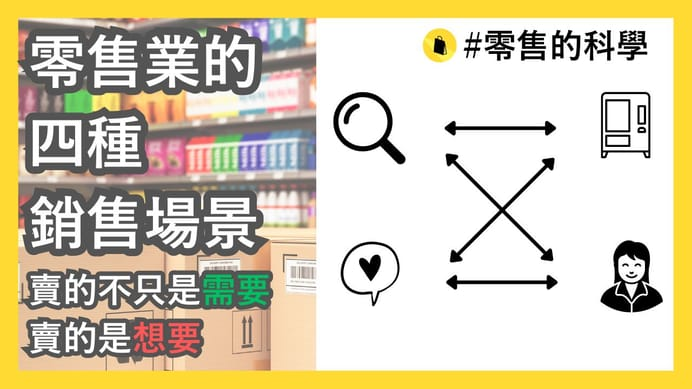 零售業的
四種
銷售場景
賣的不只是需要
賣的是想要
#零售的科學